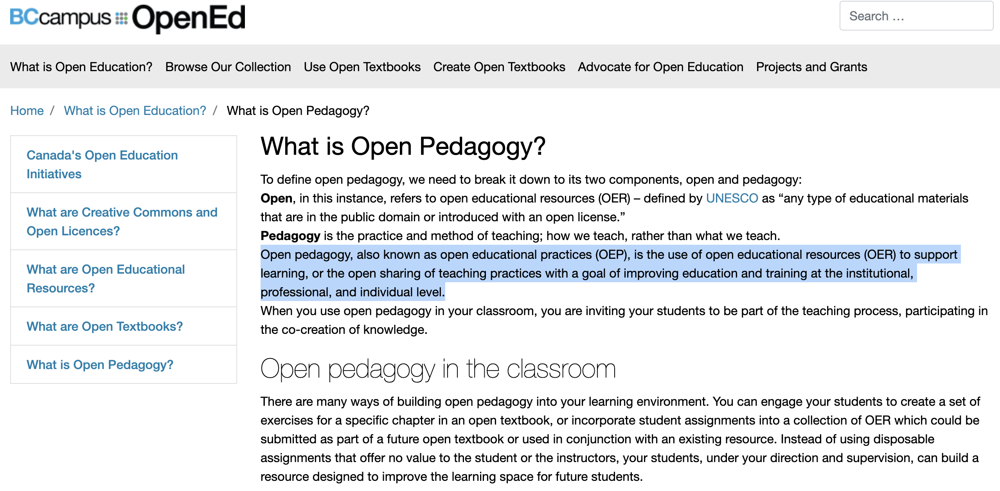 BCcampus OpenEd
Search ...
What is Open Education? Browse Our Collection Use Open Textbooks Create Open Textbooks Advocate for Open Education Projects and Grants
Home / What is Open Education? / What is Open Pedagogy?
Canada's Open Education
Initiatives
What are Creative Commons and
Open Licences?
What are Open Educational
Resources?
What are Open Textbooks?
What is Open Pedagogy?
What is Open Pedagogy?
To define open pedagogy, we need to break it down to its two components, open and pedagogy:
Open, in this instance, refers to open educational resources (OER) – defined by UNESCO as “any type of educational materials
that are in the public domain or introduced with an open license.”
Pedagogy is the practice and method of teaching; how we teach, rather than what we teach.
Open pedagogy, also known as open educational practices (OEP), is the use of open educational resources (OER) to support
learning, or the open sharing of teaching practices with a goal of improving education and training at the institutional,
professional, and individual level.
When you use open pedagogy in your classroom, you are inviting your students to be part of the teaching process, participating in
the co-creation of knowledge.
Open pedagogy in the classroom
There are many ways of building open pedagogy into your learning environment. You can engage your students to create a set of
exercises for a specific chapter in an open textbook, or incorporate student assignments into a collection of OER which could be
submitted as part of a future open textbook or used in conjunction with an existing resource. Instead of using disposable
assignments that offer no value to the student or the instructors, your students, under your direction and supervision, can build a
resource designed to improve the learning space for future students.